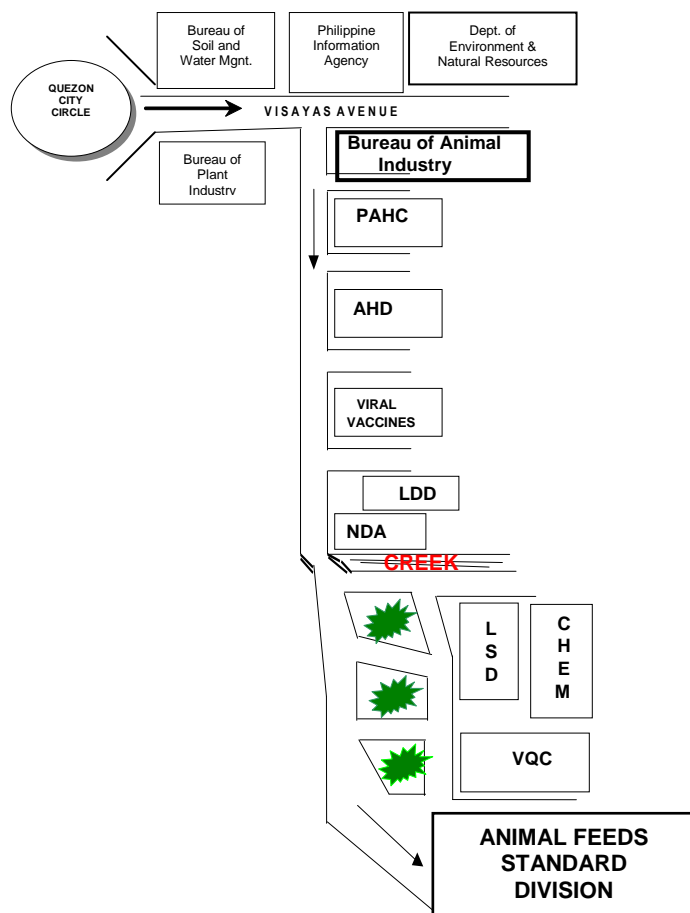 Bureau of
Soil and
Water Mgnt.
Philippine
Information
Agency
Dept. of
Environment &
Natural Resources
QUEZON
CITY
CIRCLE
VISAYAS AVENUE
Bureau of Animal
Industry
Bureau of
Plant
Industry
PAHC
AHD
VIRAL
VACCINES
LDD
NDA
CREEK
L
S
D
C
H
E
M
VQC
ANIMAL FEEDS
STANDARD
DIVISION